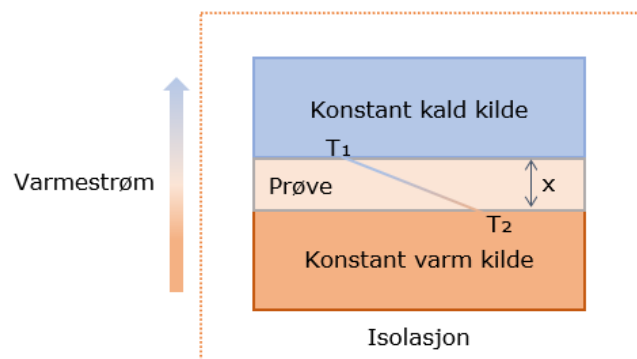 Konstant kald kilde
T₁
Varmestrøm
Prøve
x
T₂
Konstant varm kilde
Isolasjon